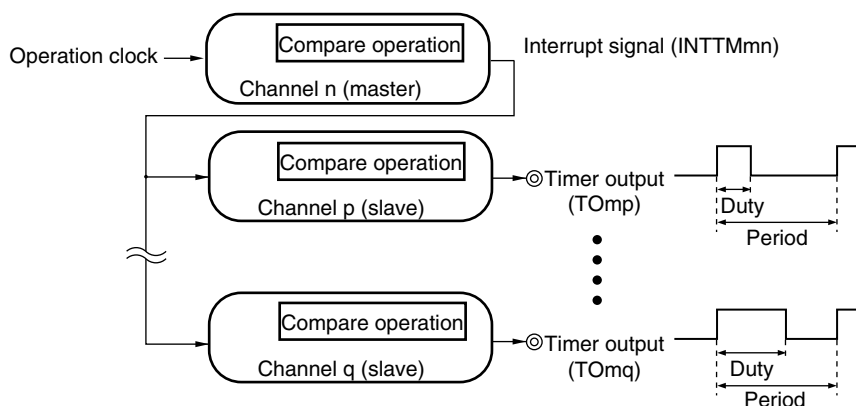 Compare operation
Operation clock
Interrupt signal (INTTMmn)
Channel n (master)
Compare operation
Timer output
(TOmp)
Channel p (slave)
Duty
Period
Compare operation
Timer output
(TOmq)
Channel q (slave)
Duty
Period